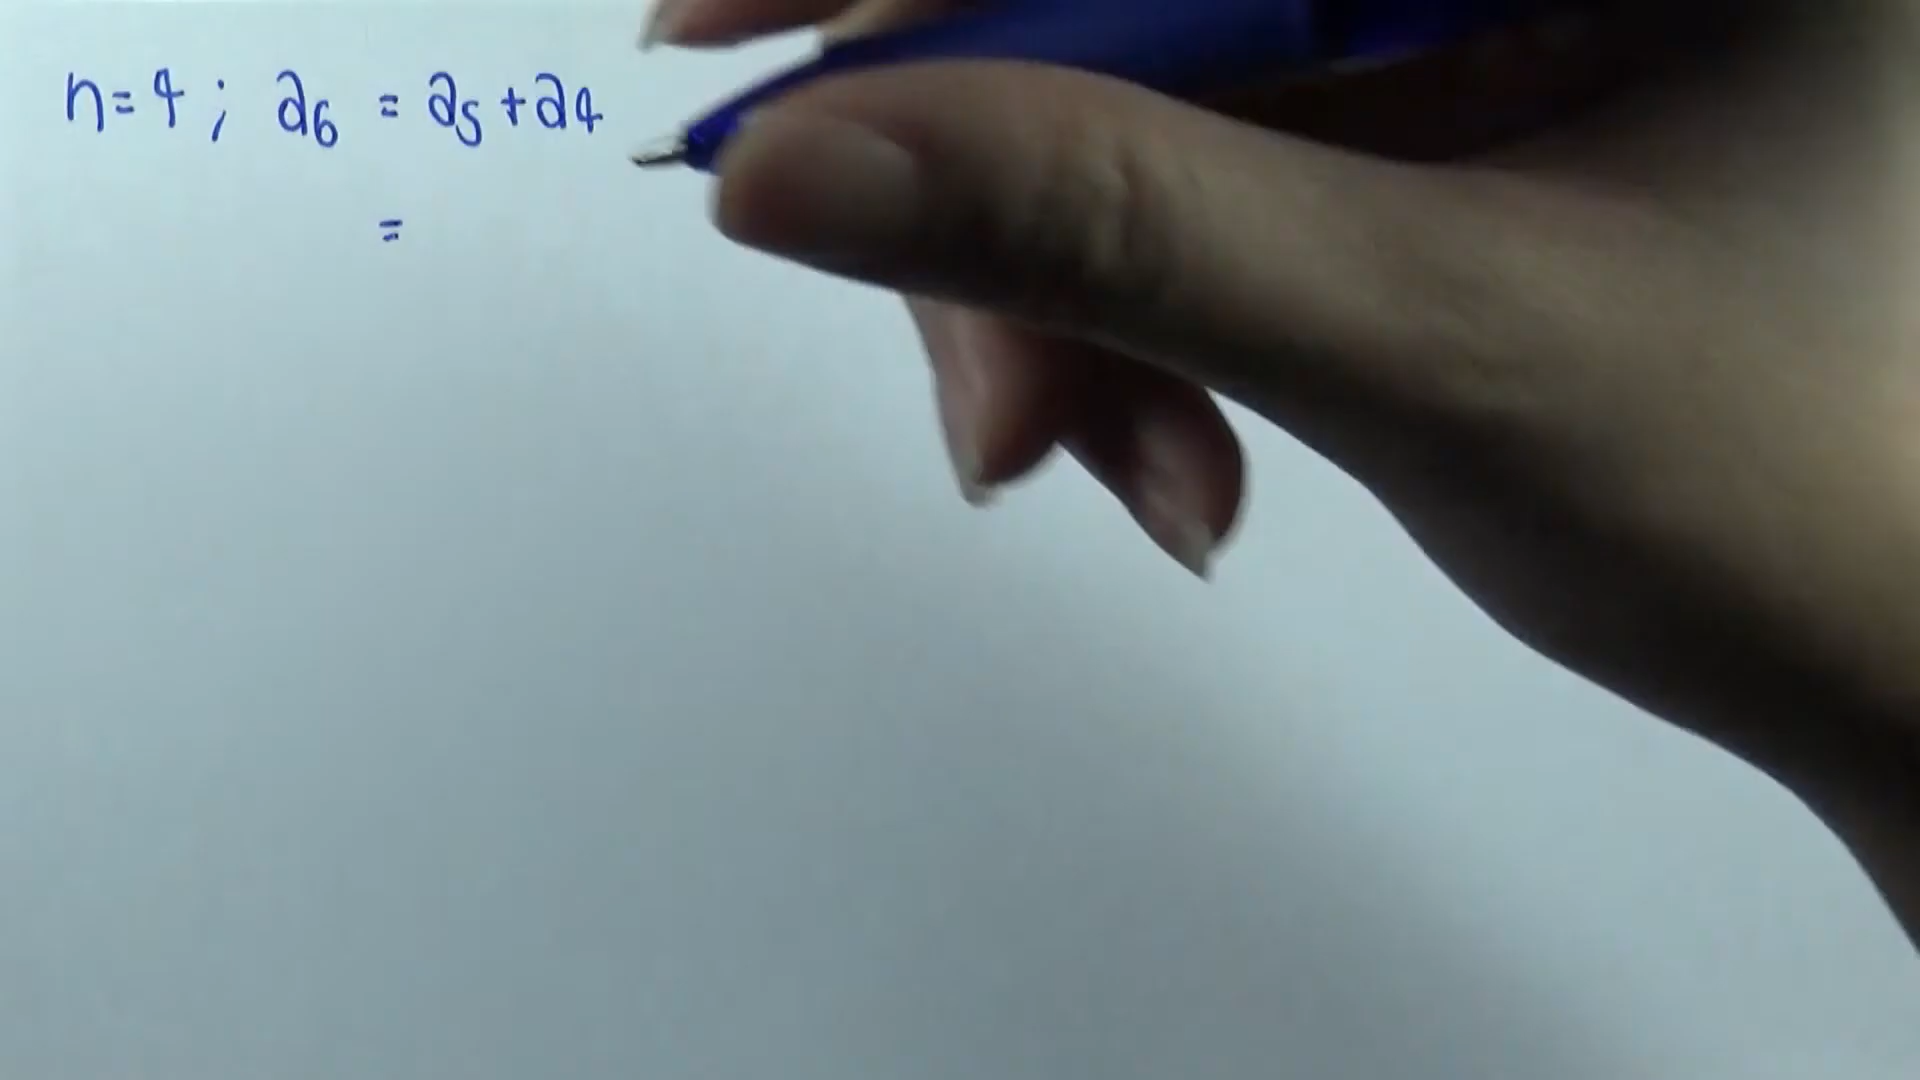 n=4 ; a6 = a5 + a4
=